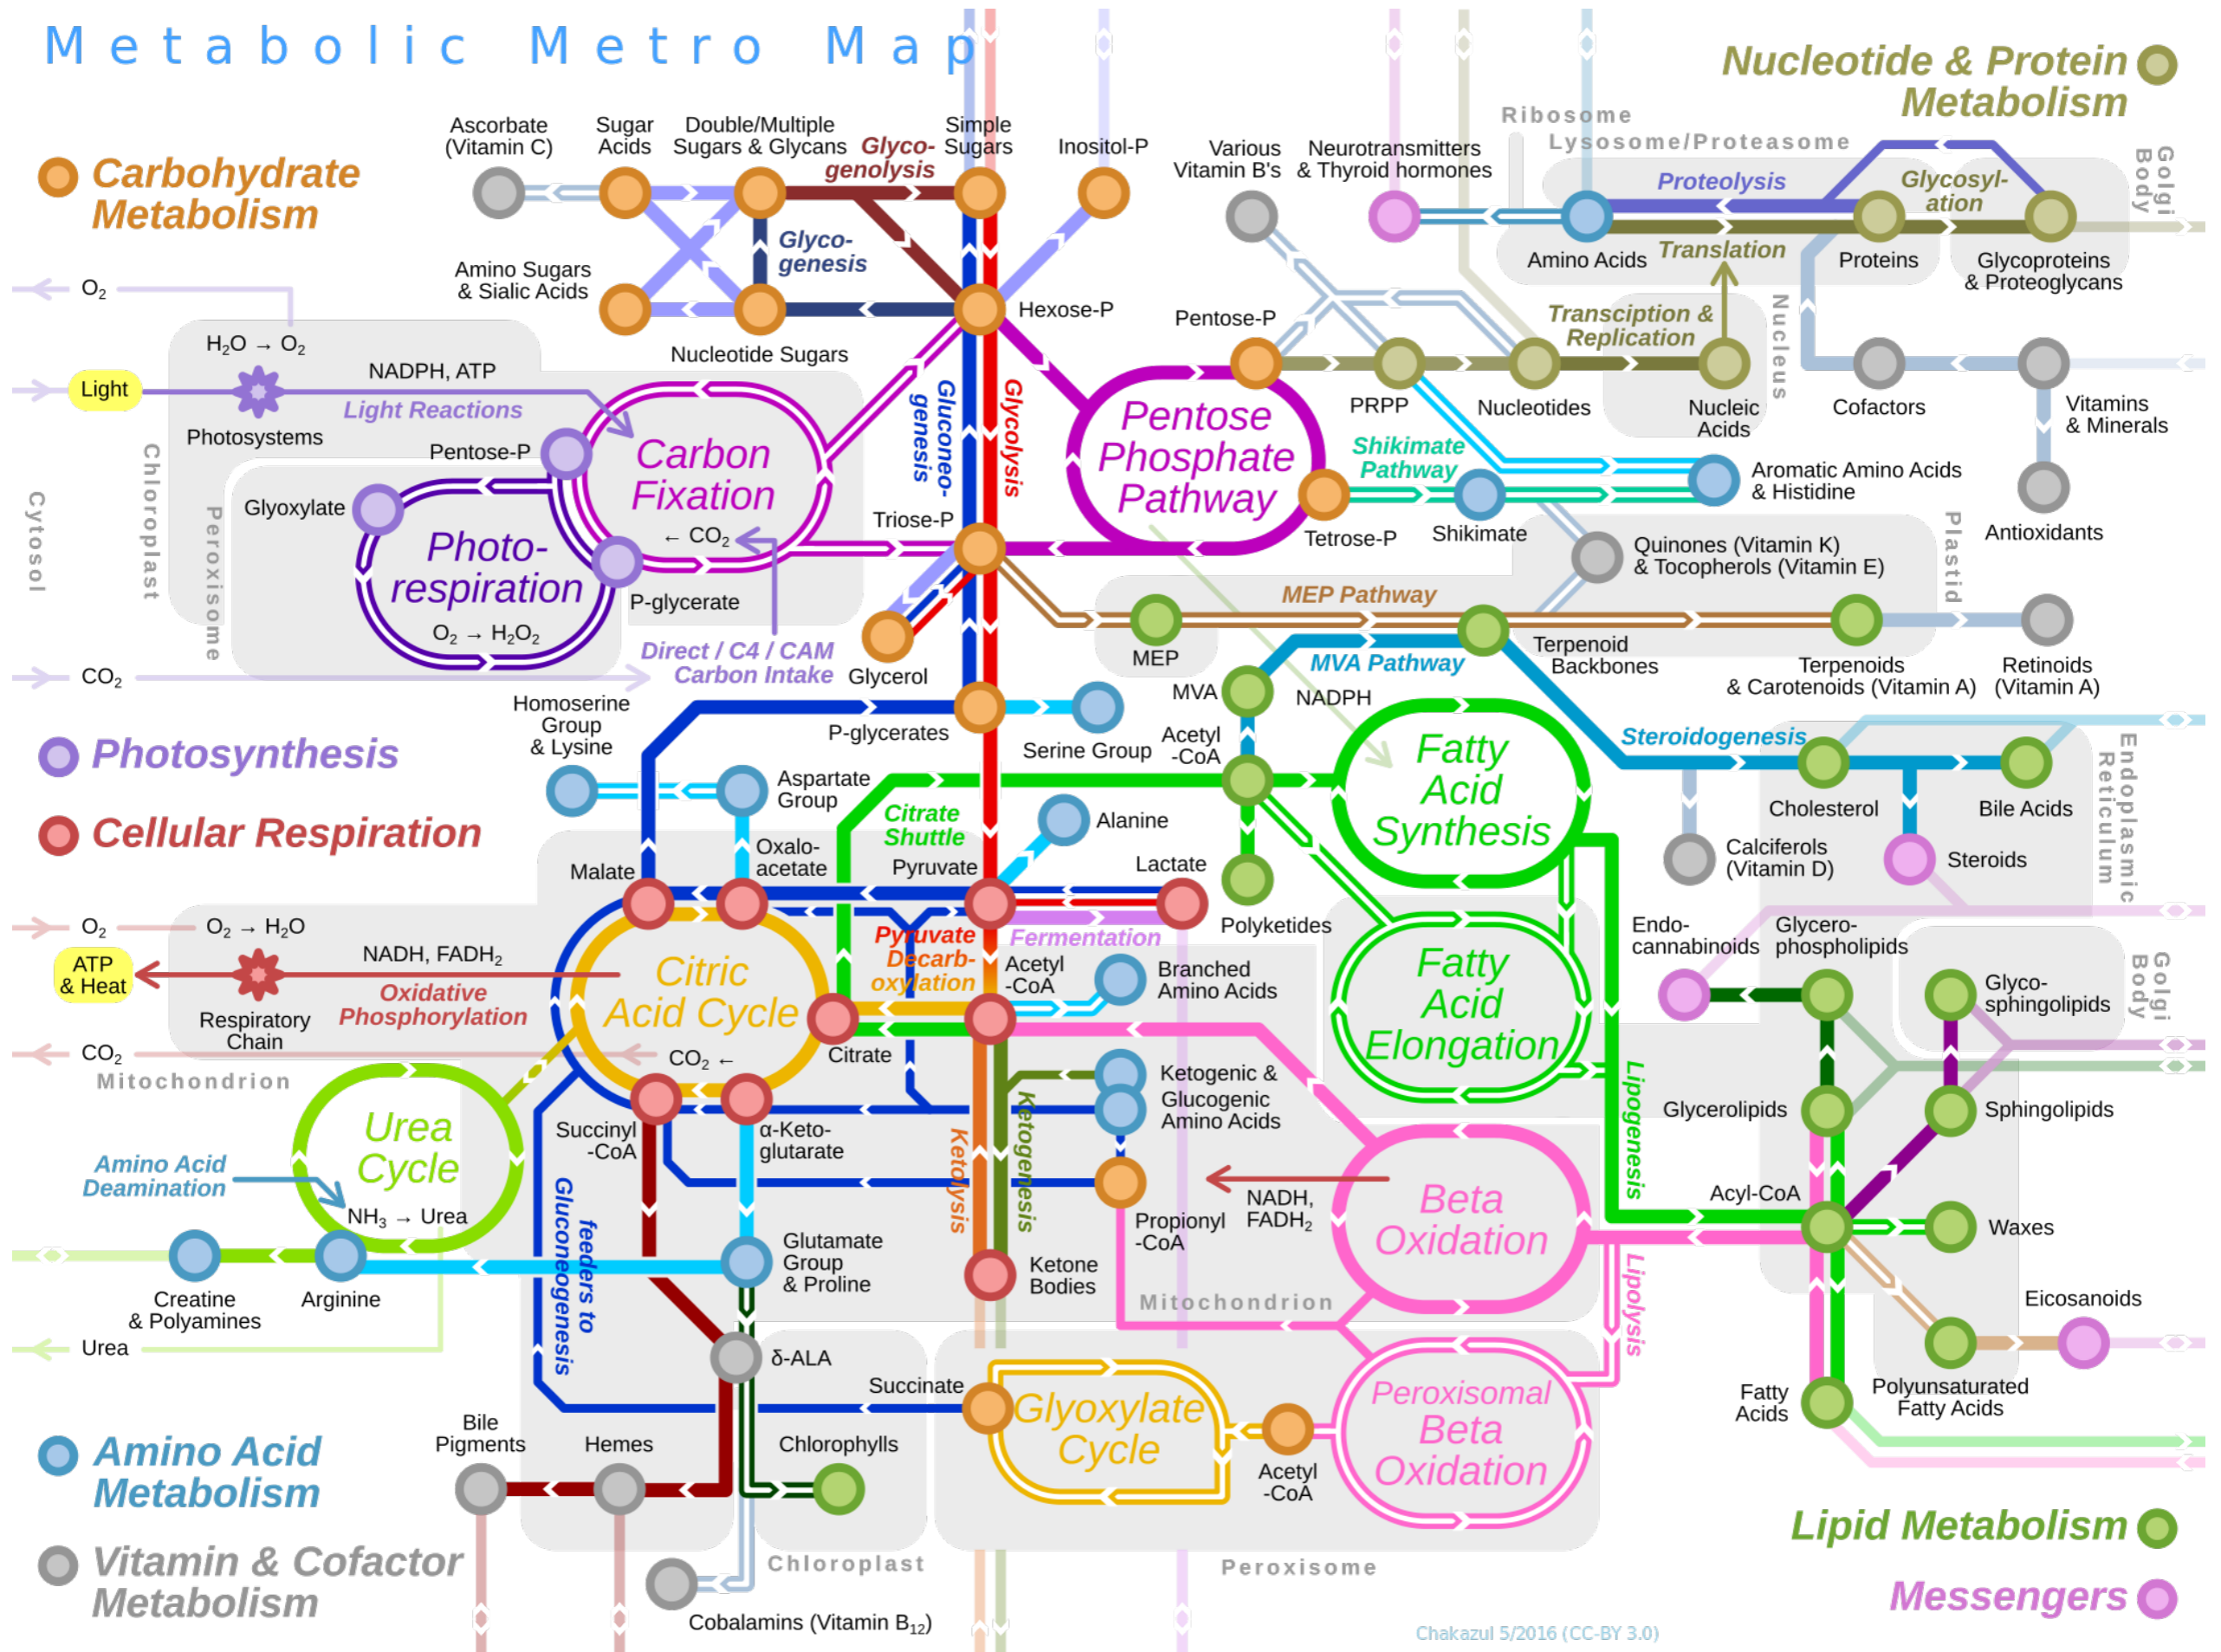 Metabolic Metro Map
Nucleotide & Protein
Metabolism
Carbohydrate
Metabolism
Ascorbate
(Vitamin C)
Sugar
Acids
Double/Multiple
Sugars & Glycans
Glyco-
genolysis
Simple
Sugars
Inositol-P
Various
Vitamin B's
Neurotransmitters
& Thyroid hormones
Ribosome
Lysosome/Proteasome
Proteolysis
Glycosyl-
ation
Golgi
Body
Amino Sugars
& Sialic Acids
Glyco-
genesis
Amino Acids
Translation
Proteins
Glycoproteins
& Proteoglycans
Nucleotide Sugars
Hexose-P
Pentose-P
Transciption &
Replication
Nucleus
PRPP
Nucleotides
Nucleic
Acids
Cofactors
Vitamins
& Minerals
Antioxidants
O₂
H₂O → O₂
Light
NADPH, ATP
Light Reactions
Photosystems
Pentose-P
Carbon
Fixation
← CO₂
Gluconeo-
genesis
Glycolysis
Pentose
Phosphate
Pathway
Shikimate
Pathway
Aromatic Amino Acids
& Histidine
Tetrose-P
Shikimate
Quinones (Vitamin K)
& Tocopherols (Vitamin E)
Plastid
Cytosol
Chloroplast
Peroxisome
Glyoxylate
Photo-
respiration
O₂ → H₂O₂
P-glycerate
Triose-P
Direct / C4 / CAM
Carbon Intake
Glycerol
CO₂
MEP Pathway
MEP
MVA Pathway
Terpenoid
Backbones
Terpenoids
& Carotenoids (Vitamin A)
Retinoids
(Vitamin A)
Homoserine
Group
& Lysine
P-glycerates
Serine Group
MVA
NADPH
Acetyl
-CoA
Photosynthesis
Cellular Respiration
Aspartate
Group
Citrate
Shuttle
Alanine
Fatty
Acid
Synthesis
Steroidogenesis
Cholesterol
Bile Acids
Endoplasmic
Reticulum
Calciferols
(Vitamin D)
Steroids
Malate
Oxalo-
acetate
Pyruvate
Lactate
Polyketides
Fermentation
Pyruvate
Decarb-
oxylation
Acetyl
-CoA
Branched
Amino Acids
Fatty
Acid
Elongation
Endo-
cannabinoids
Glycero-
phospholipids
Glyco-
sphingolipids
Golgi
Body
O₂
O₂ → H₂O
ATP
& Heat
NADH, FADH₂
Oxidative
Phosphorylation
Respiratory
Chain
CO₂
Mitochondrion
Citric
Acid Cycle
CO₂ ←
Citrate
Ketogenic &
Glucogenic
Amino Acids
Glycerolipids
Sphingolipids
Lipogenesis
Urea
Cycle
Amino Acid
Deamination
NH₃ → Urea
Succinyl
-CoA
α-Keto-
glutarate
Ketolysis
Ketogenesis
Propionyl
-CoA
NADH,
FADH₂
Beta
Oxidation
Acyl-CoA
Waxes
Creatine
& Polyamines
Arginine
feeders to
Gluconeogenesis
Glutamate
Group
& Proline
Ketone
Bodies
Mitochondrion
Lipolysis
Eicosanoids
Urea
δ-ALA
Succinate
Glyoxylate
Cycle
Acetyl
-CoA
Peroxisomal
Beta
Oxidation
Fatty
Acids
Polyunsaturated
Fatty Acids
Amino Acid
Metabolism
Bile
Pigments
Hemes
Chlorophylls
Vitamin & Cofactor
Metabolism
Chloroplast
Peroxisome
Cobalamins (Vitamin B₁₂)
Lipid Metabolism
Messengers
Chakazul 5/2016 (CC-BY 3.0)